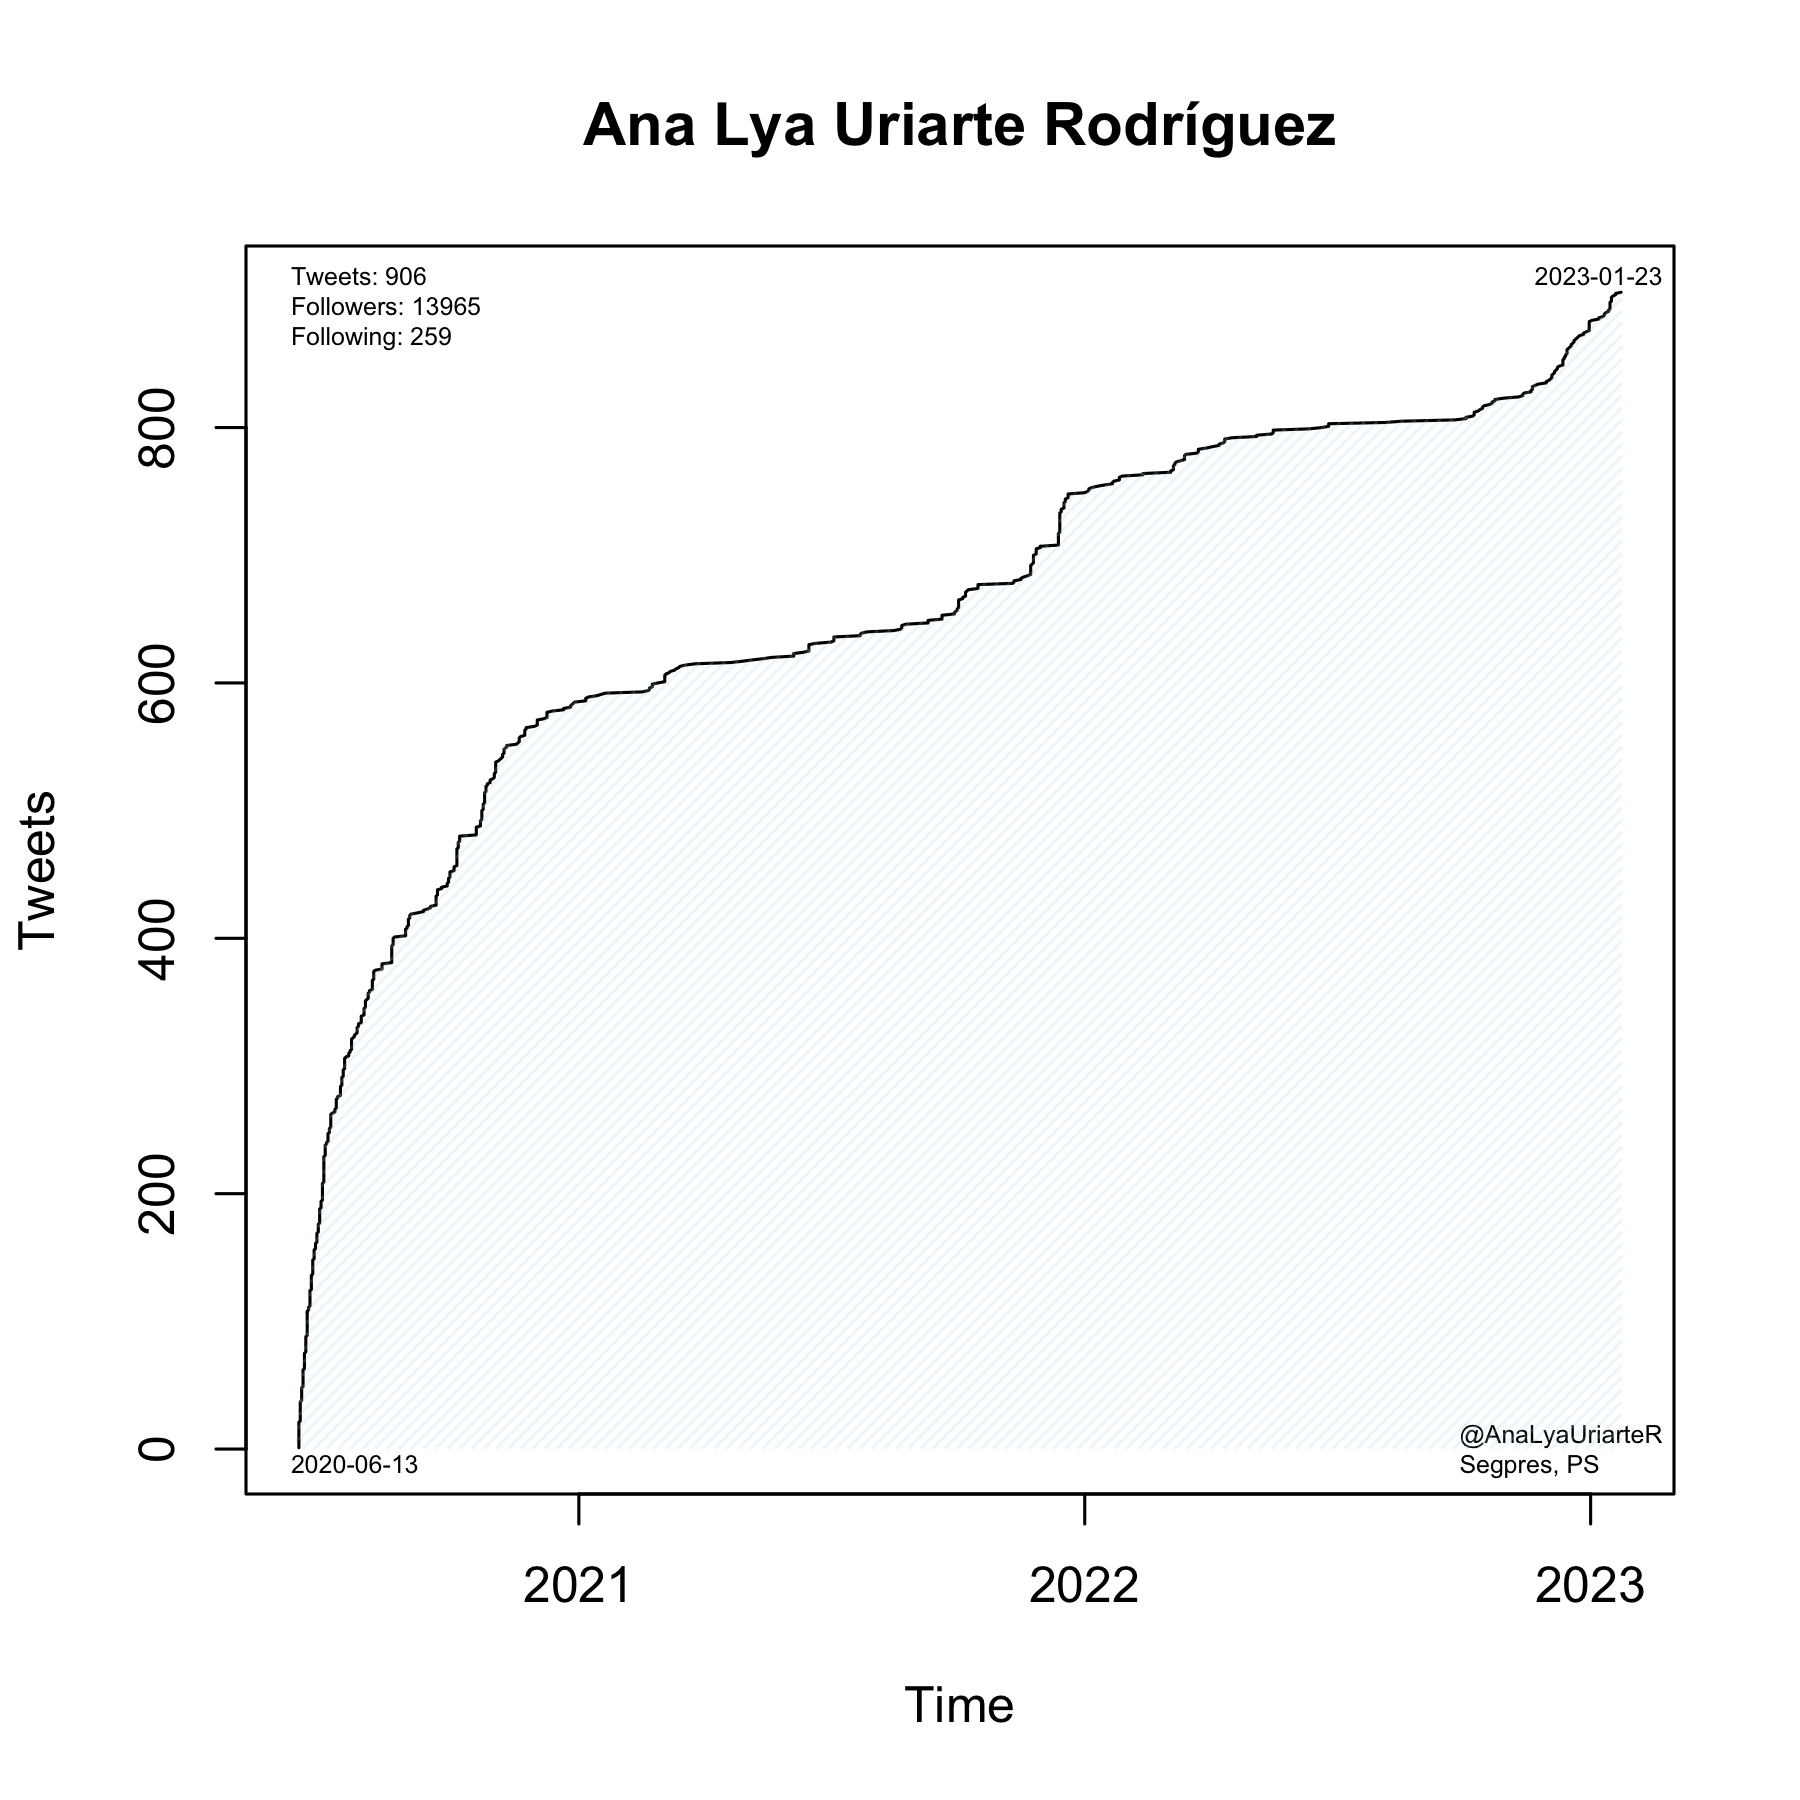 Ana Lya Uriarte Rodríguez
Tweets: 906
Followers: 13965
Following: 259
2023-01-23
800
600
400
200
0
Tweets
2020-06-13
@AnaLyaUriarteR
Segpres, PS
2021
2022
2023
Time